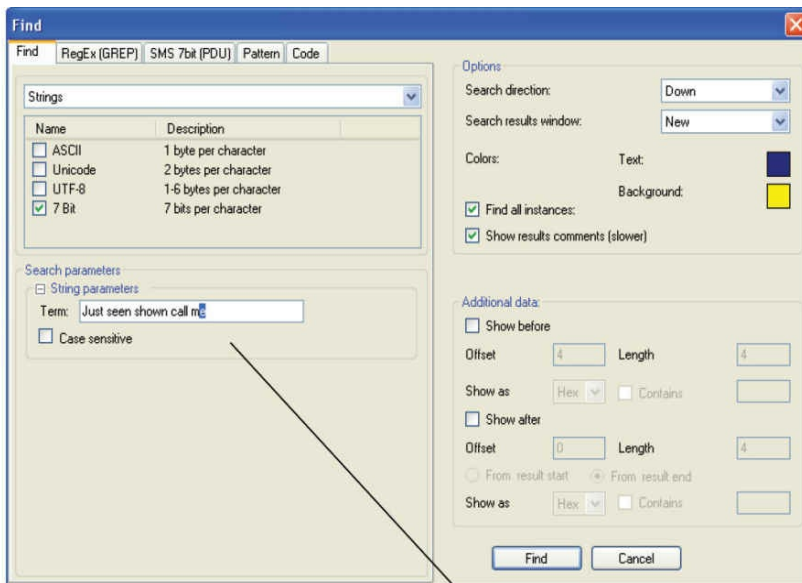 Find
Find RegEx (GREP) SMS 7bit (PDU) Pattern Code
Strings
Name Description
ASCII 1 byte per character
Unicode 2 bytes per character
UTF-8 1-6 bytes per character
7 Bit 7 bits per character
Search parameters
String parameters
Term: Just seen shown call me
Case sensitive
Options
Search direction: Down
Search results window: New
Colors: Text:
Background:
Find all instances:
Show results comments (slower)
Additional data:
Show before
Offset 4 Length 4
Show as Hex Contains
Show after
Offset 0 Length 4
From result start From result end
Show as Hex Contains
Find Cancel